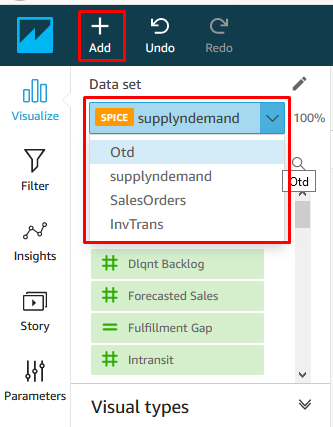 Add
Undo
Redo
Visualize
Filter
Insights
Story
Parameters
Data set
SPICE supplyndemand
100%
Otd
supplyndemand
SalesOrders
InvTrans
Otd
Dlqnt Backlog
Forecasted Sales
Fulfillment Gap
Intransit
Visual types